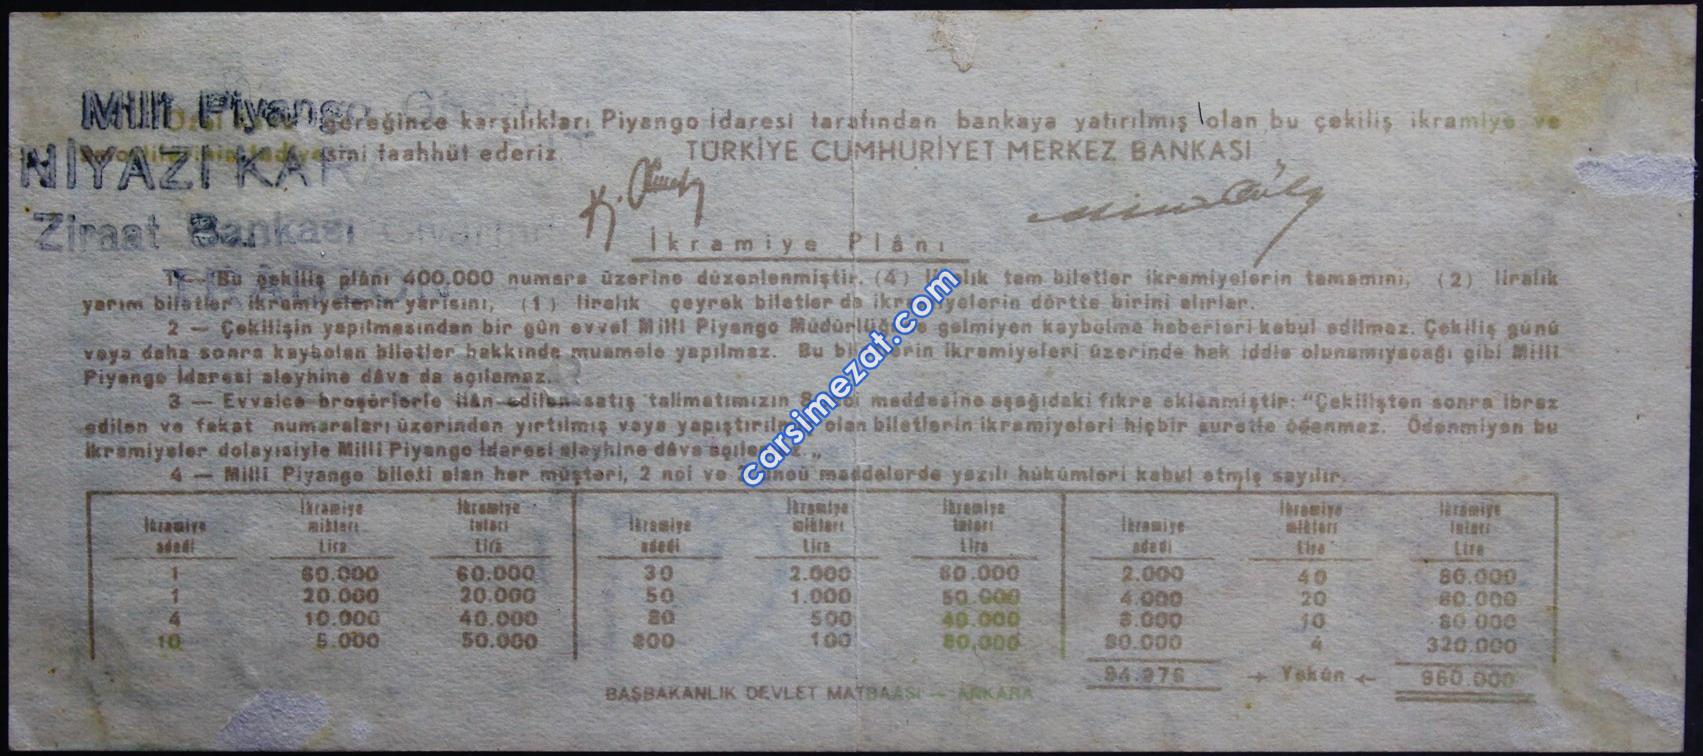 Milli Piyango
NİYAZİ KARA
Ziraat Bankası
gereğince karşılıkları Piyango İdaresi tarafından bankaya yatırılmış olan bu çekiliş ikramiye ve
taahhüt ederiz.
TÜRKİYE CUMHURİYET MERKEZ BANKASI
İkramiye Plânı
1 — Bu çekiliş plânı 400.000 numara üzerine düzenlenmiştir. (4) liralık tam biletler ikramiyelerin tamamını, (2) liralık
yarım biletler ikramiyelerin yarısını, (1) liralık çeyrek biletler de ikramiyelerin dörtte birini alırlar.
2 — Çekilişin yapılmasından bir gün evvel Milli Piyango Müdürlüğüne gelmiyen kaybolma haberleri kabul edilmez. Çekiliş günü
veya daha sonra kaybolan biletler hakkında muamele yapılmaz. Bu biletlerin ikramiyeleri üzerinde hak iddia olunamıyacağı gibi Milli
Piyango İdaresi aleyhine dâva da açılamaz.
3 — Evvelce broşürlerle ilân edilen satış talimatımızın maddesine aşağıdaki fıkra eklenmiştir: "Çekilişten sonra ibraz
edilen ve fakat numaraları üzerinden yırtılmış veya yapıştırılmış olan biletlerin ikramiyeleri hiçbir suretle ödenmez. Ödenmiyen bu
ikramiyeler dolayısiyle Milli Piyango İdaresi aleyhine dâva açılamaz.„
4 — Milli Piyango bileti alan her müşteri, 2 nci ve 3 üncü maddelerde yazılı hükümleri kabul etmiş sayılır.
İkramiye adedi İkramiye miktarı Lira İkramiye tutarı Lira İkramiye adedi İkramiye miktarı Lira İkramiye tutarı Lira İkramiye adedi İkramiye miktarı Lira İkramiye tutarı Lira
1 60.000 60.000 30 2.000 60.000 2.000 40 80.000
1 20.000 20.000 50 1.000 50.000 4.000 20 80.000
4 10.000 40.000 80 500 40.000 8.000 10 80.000
10 5.000 50.000 800 100 80.000 80.000 4 320.000
94.976 → Yekûn ← 960.000
BAŞBAKANLIK DEVLET MATBAASI — ANKARA
carsimezat.com